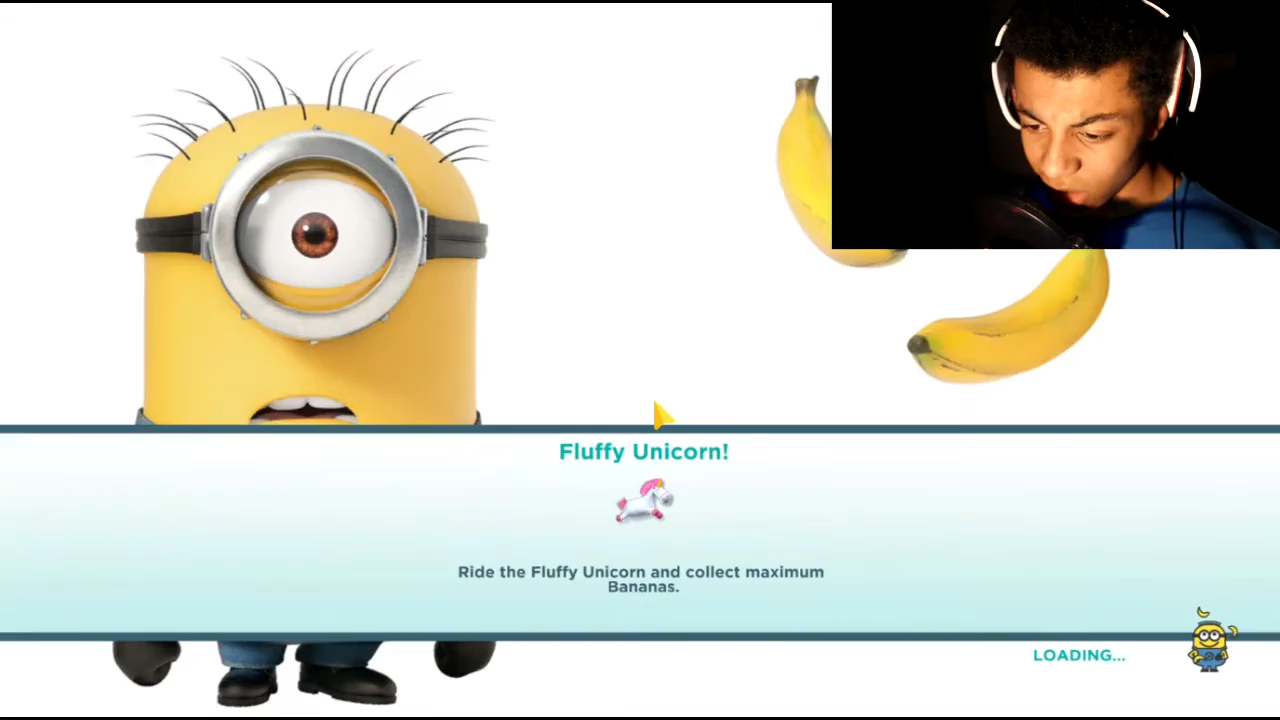 Fluffy Unicorn!
Ride the Fluffy Unicorn and collect maximum
Bananas.
LOADING...